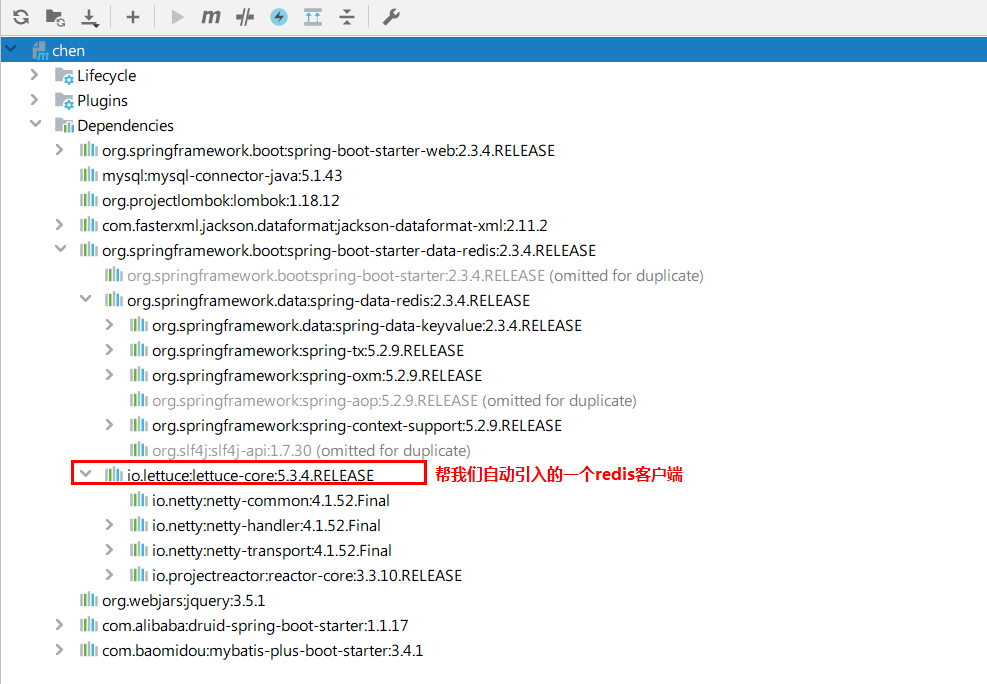 chen
Lifecycle
Plugins
Dependencies
org.springframework.boot:spring-boot-starter-web:2.3.4.RELEASE
mysql:mysql-connector-java:5.1.43
org.projectlombok:lombok:1.18.12
com.fasterxml.jackson.dataformat:jackson-dataformat-xml:2.11.2
org.springframework.boot:spring-boot-starter-data-redis:2.3.4.RELEASE
org.springframework.boot:spring-boot-starter:2.3.4.RELEASE (omitted for duplicate)
org.springframework.data:spring-data-redis:2.3.4.RELEASE
org.springframework.data:spring-data-keyvalue:2.3.4.RELEASE
org.springframework:spring-tx:5.2.9.RELEASE
org.springframework:spring-oxm:5.2.9.RELEASE
org.springframework:spring-aop:5.2.9.RELEASE (omitted for duplicate)
org.springframework:spring-context-support:5.2.9.RELEASE
org.slf4j:slf4j-api:1.7.30 (omitted for duplicate)
io.lettuce:lettuce-core:5.3.4.RELEASE 帮我们自动引入的一个redis客户端
io.netty:netty-common:4.1.52.Final
io.netty:netty-handler:4.1.52.Final
io.netty:netty-transport:4.1.52.Final
io.projectreactor:reactor-core:3.3.10.RELEASE
org.webjars:jquery:3.5.1
com.alibaba:druid-spring-boot-starter:1.1.17
com.baomidou:mybatis-plus-boot-starter:3.4.1